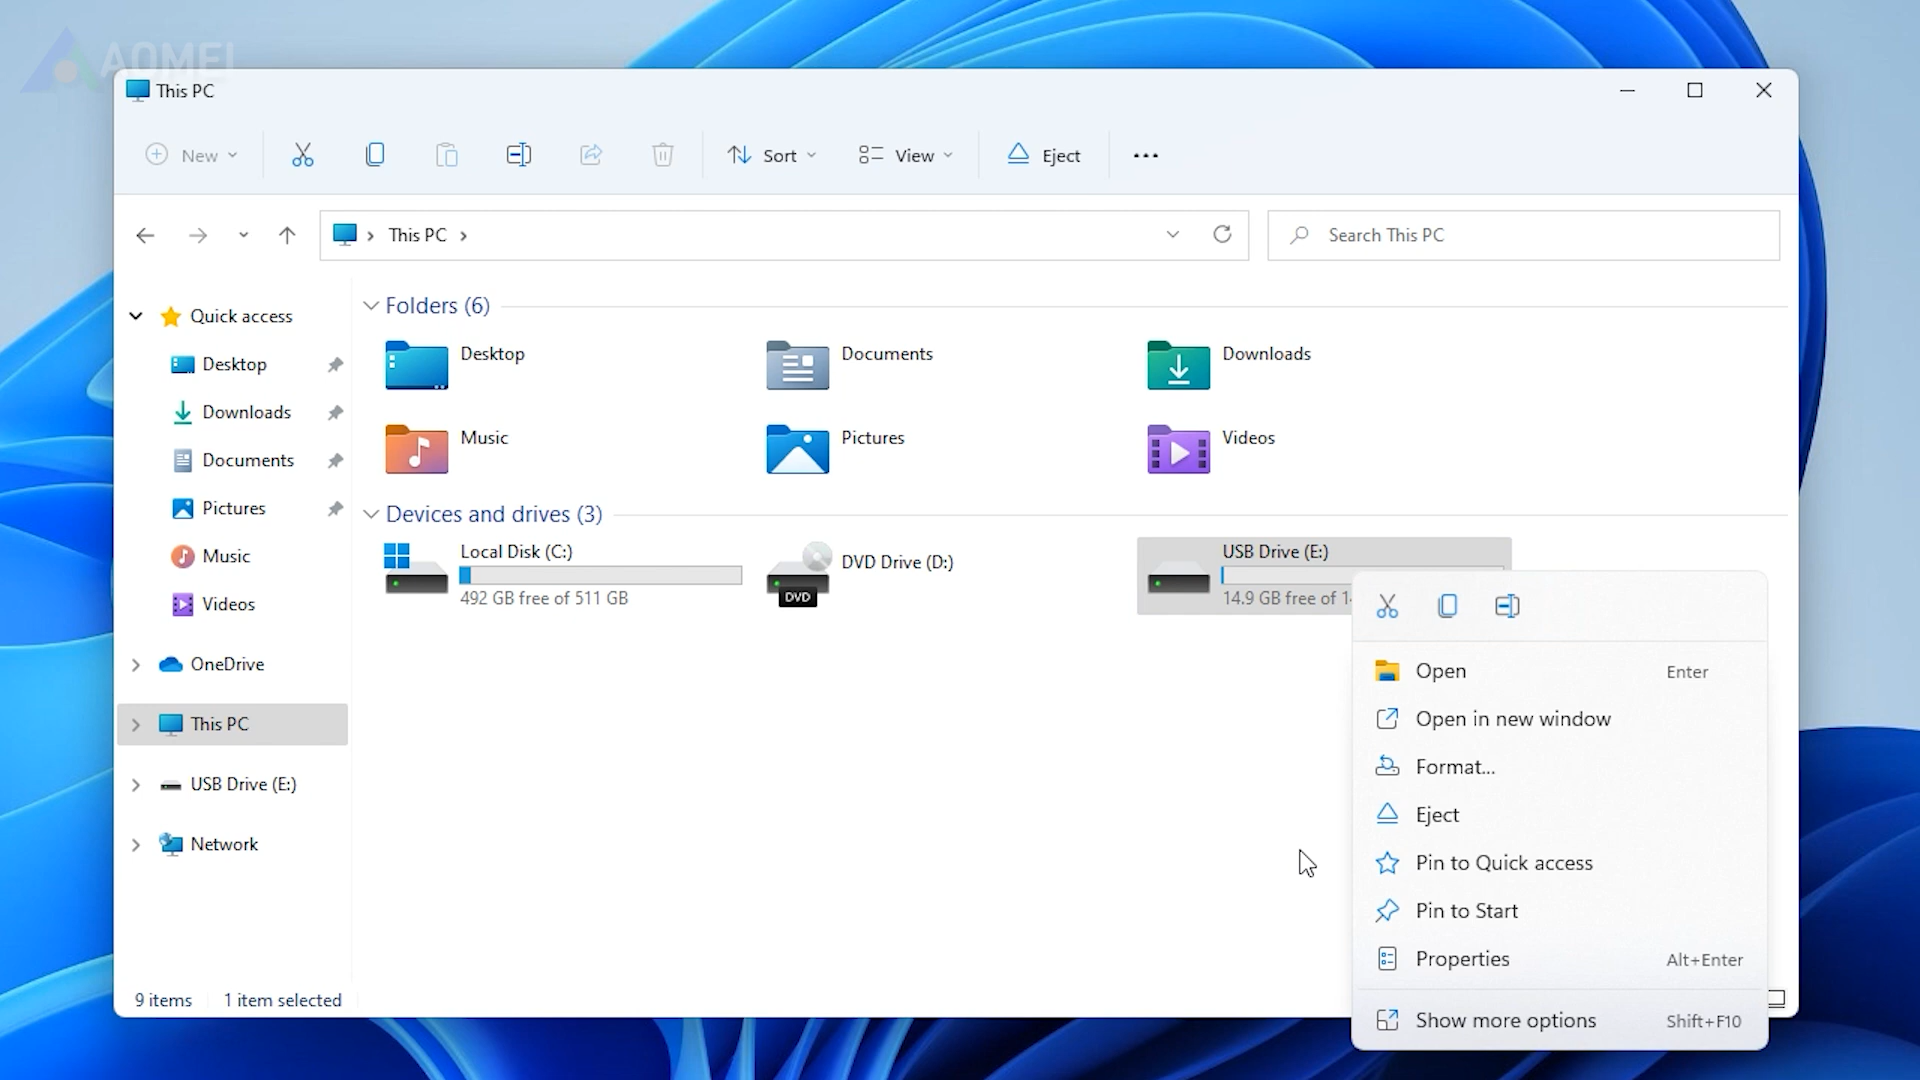 AOMEI
This PC
New
Sort
View
Eject
This PC
Search This PC
Quick access
Desktop
Downloads
Documents
Pictures
Music
Videos
OneDrive
This PC
USB Drive (E:)
Network
Folders (6)
Desktop
Documents
Downloads
Music
Pictures
Videos
Devices and drives (3)
Local Disk (C:)
492 GB free of 511 GB
DVD Drive (D:)
DVD
USB Drive (E:)
14.9 GB free of
Open Enter
Open in new window
Format...
Eject
Pin to Quick access
Pin to Start
Properties Alt+Enter
Show more options Shift+F10
9 items 1 item selected